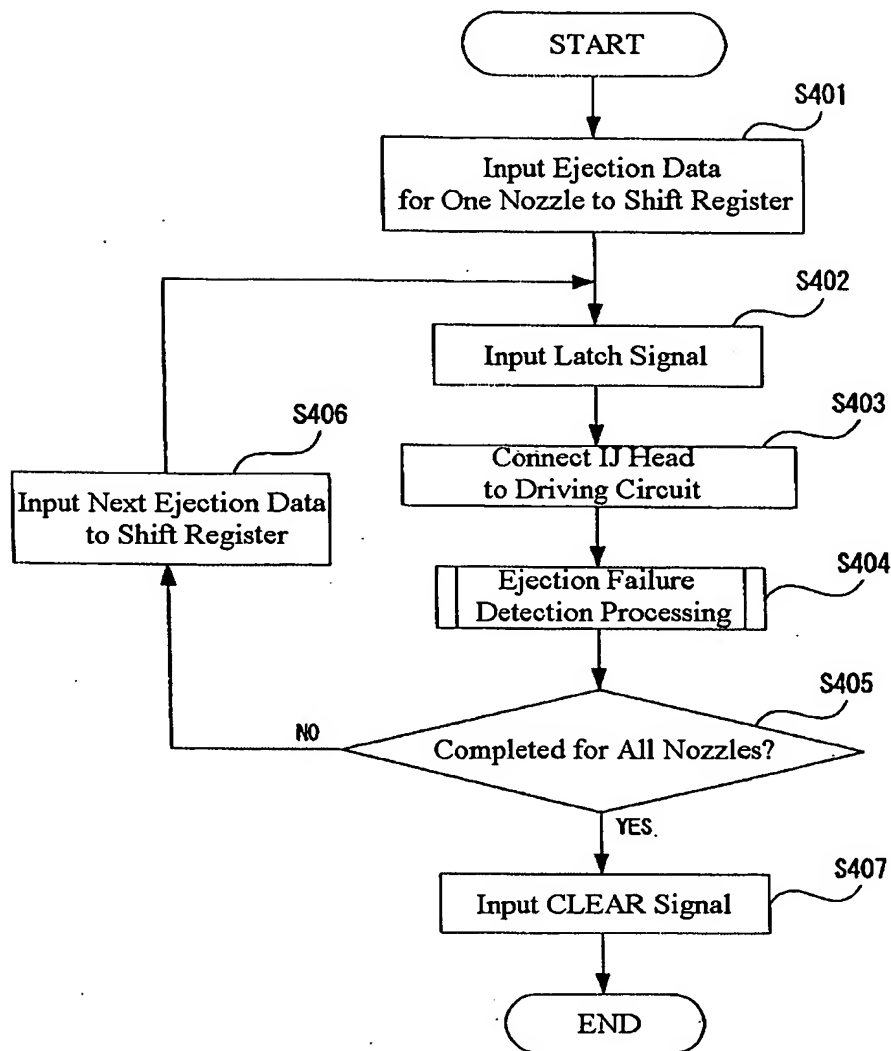 START
S401
Input Ejection Data
for One Nozzle to Shift Register
S402
Input Latch Signal
S403
Connect IJ Head
to Driving Circuit
S406
Input Next Ejection Data
to Shift Register
S404
Ejection Failure
Detection Processing
S405
NO
Completed for All Nozzles?
YES.
S407
Input CLEAR Signal
END